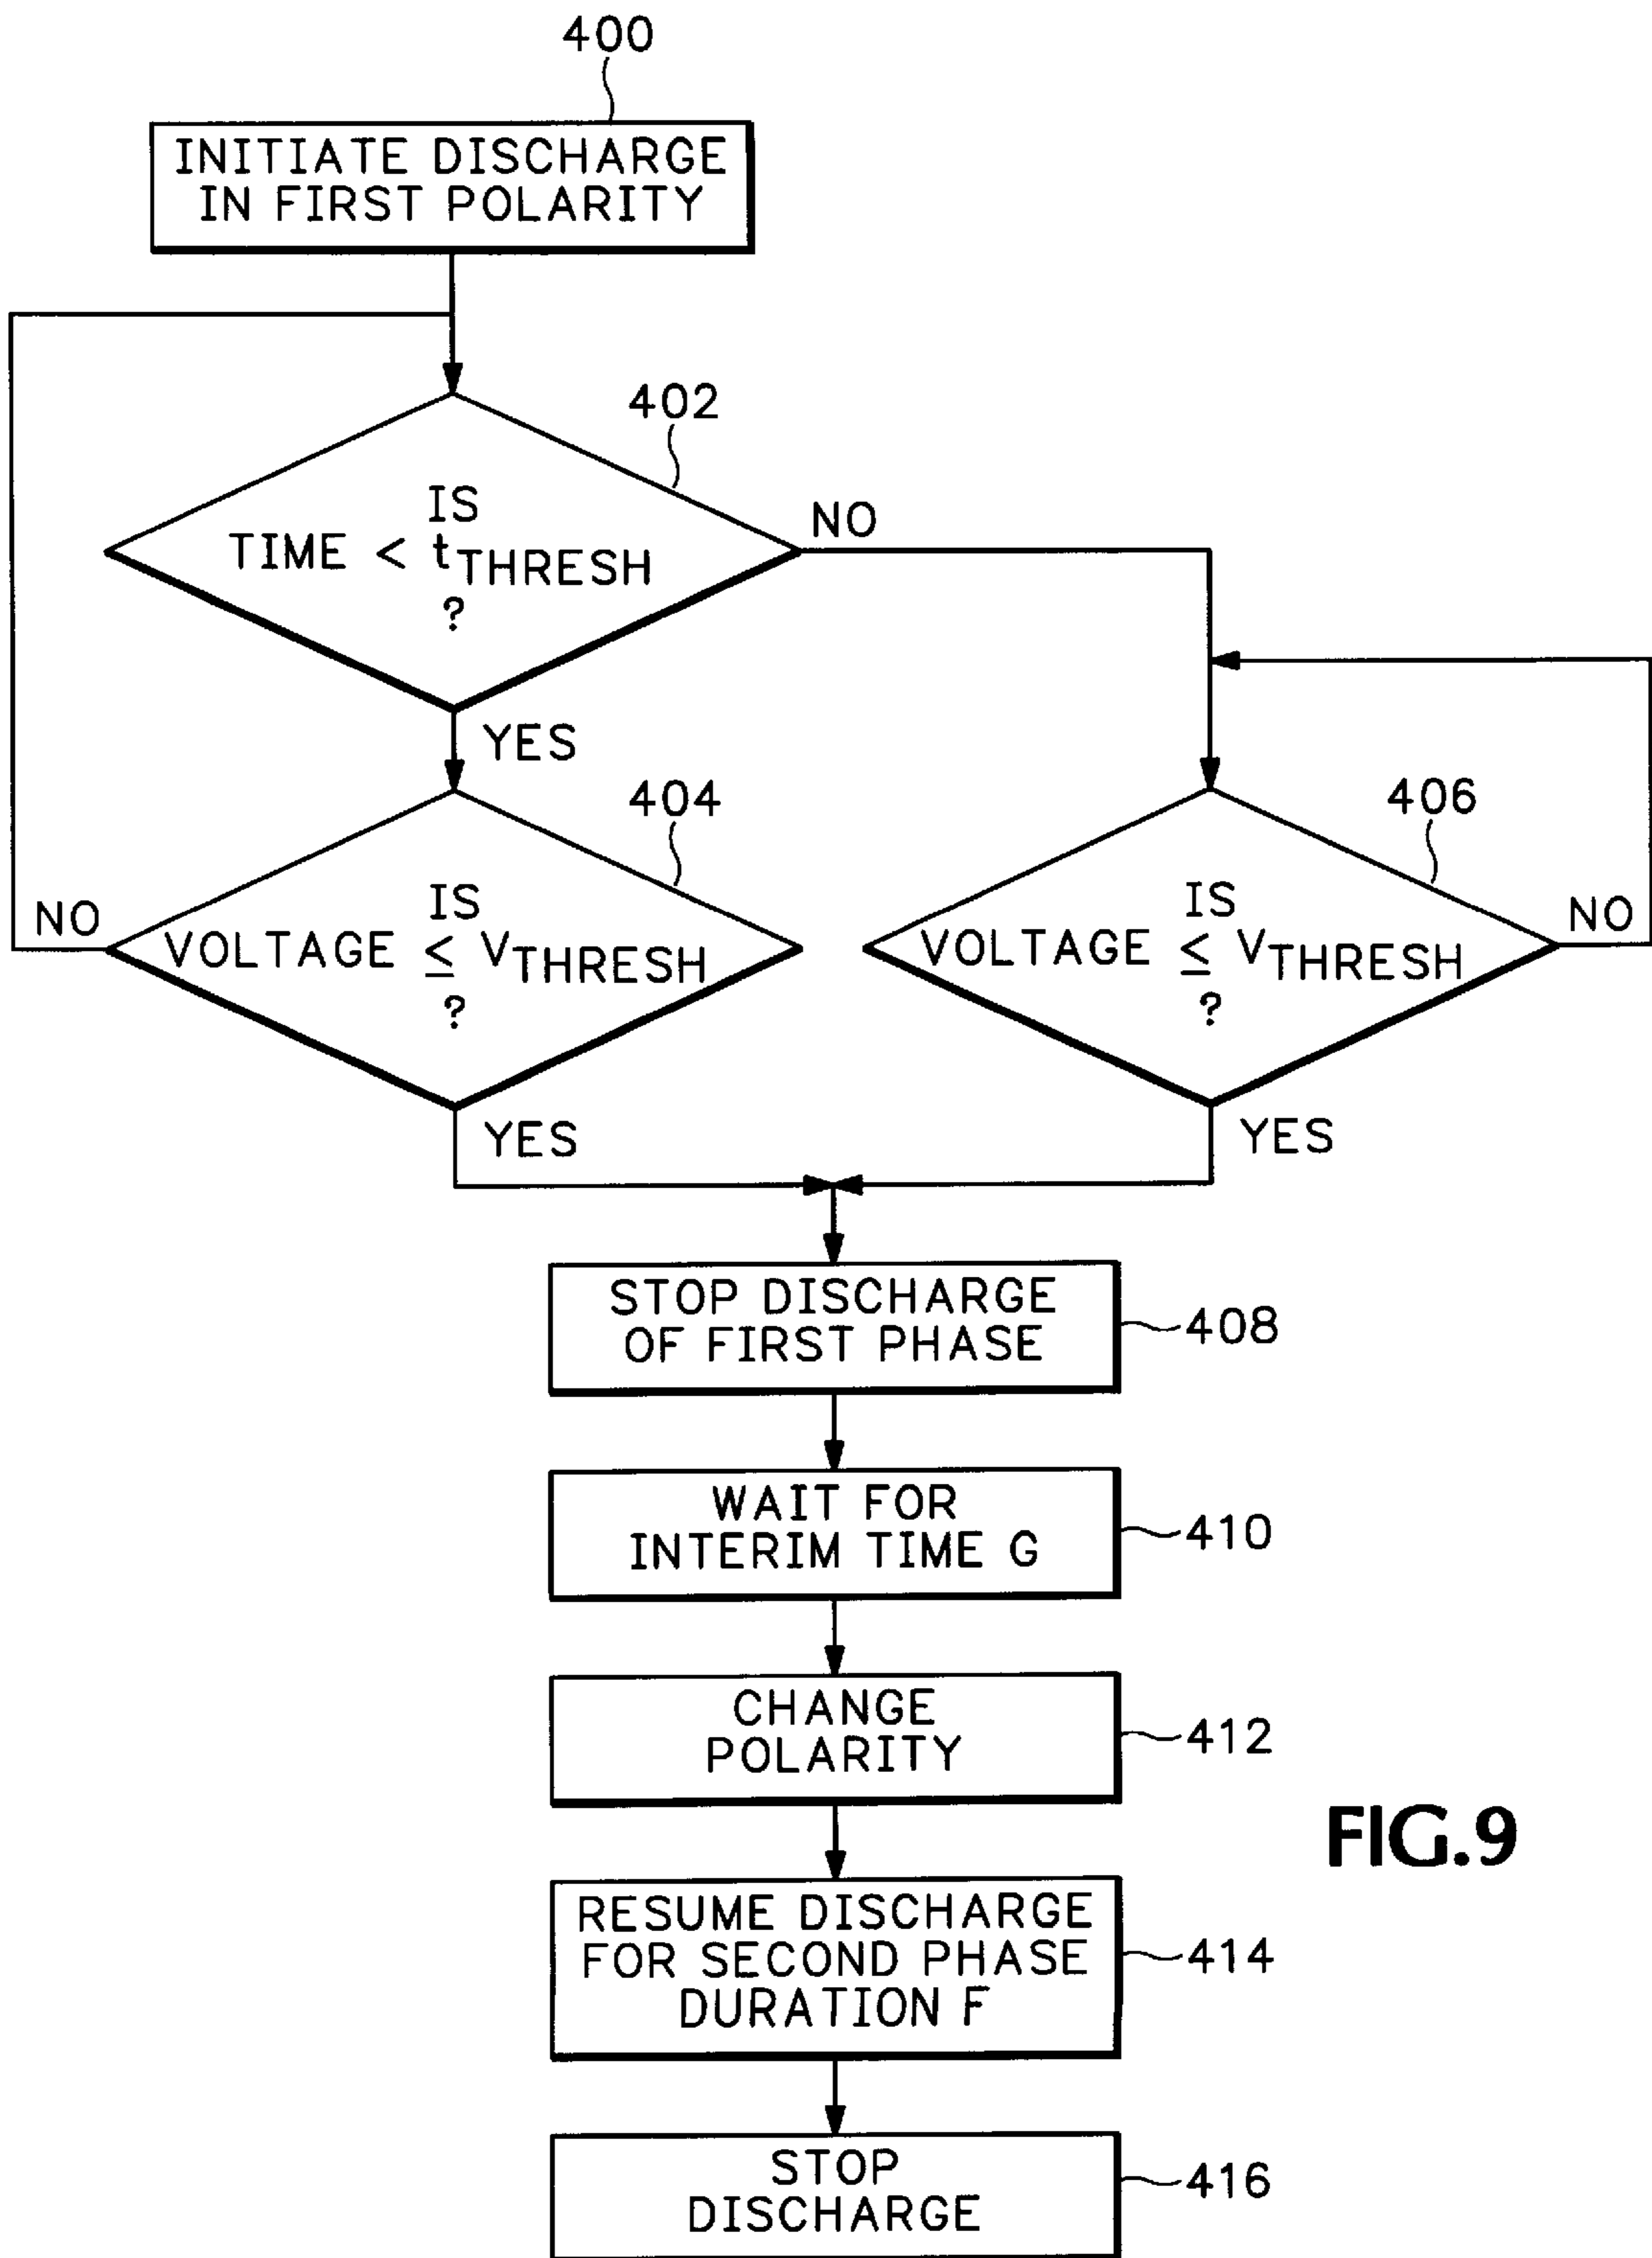 400
INITIATE DISCHARGE
IN FIRST POLARITY
402
IS
TIME < tTHRESH
?
NO
YES
404
IS
VOLTAGE ≤ VTHRESH
?
NO
YES
406
IS
VOLTAGE ≤ VTHRESH
?
NO
YES
STOP DISCHARGE
OF FIRST PHASE
408
WAIT FOR
INTERIM TIME G
410
CHANGE
POLARITY
412
RESUME DISCHARGE
FOR SECOND PHASE
DURATION F
414
STOP
DISCHARGE
416
FIG.9